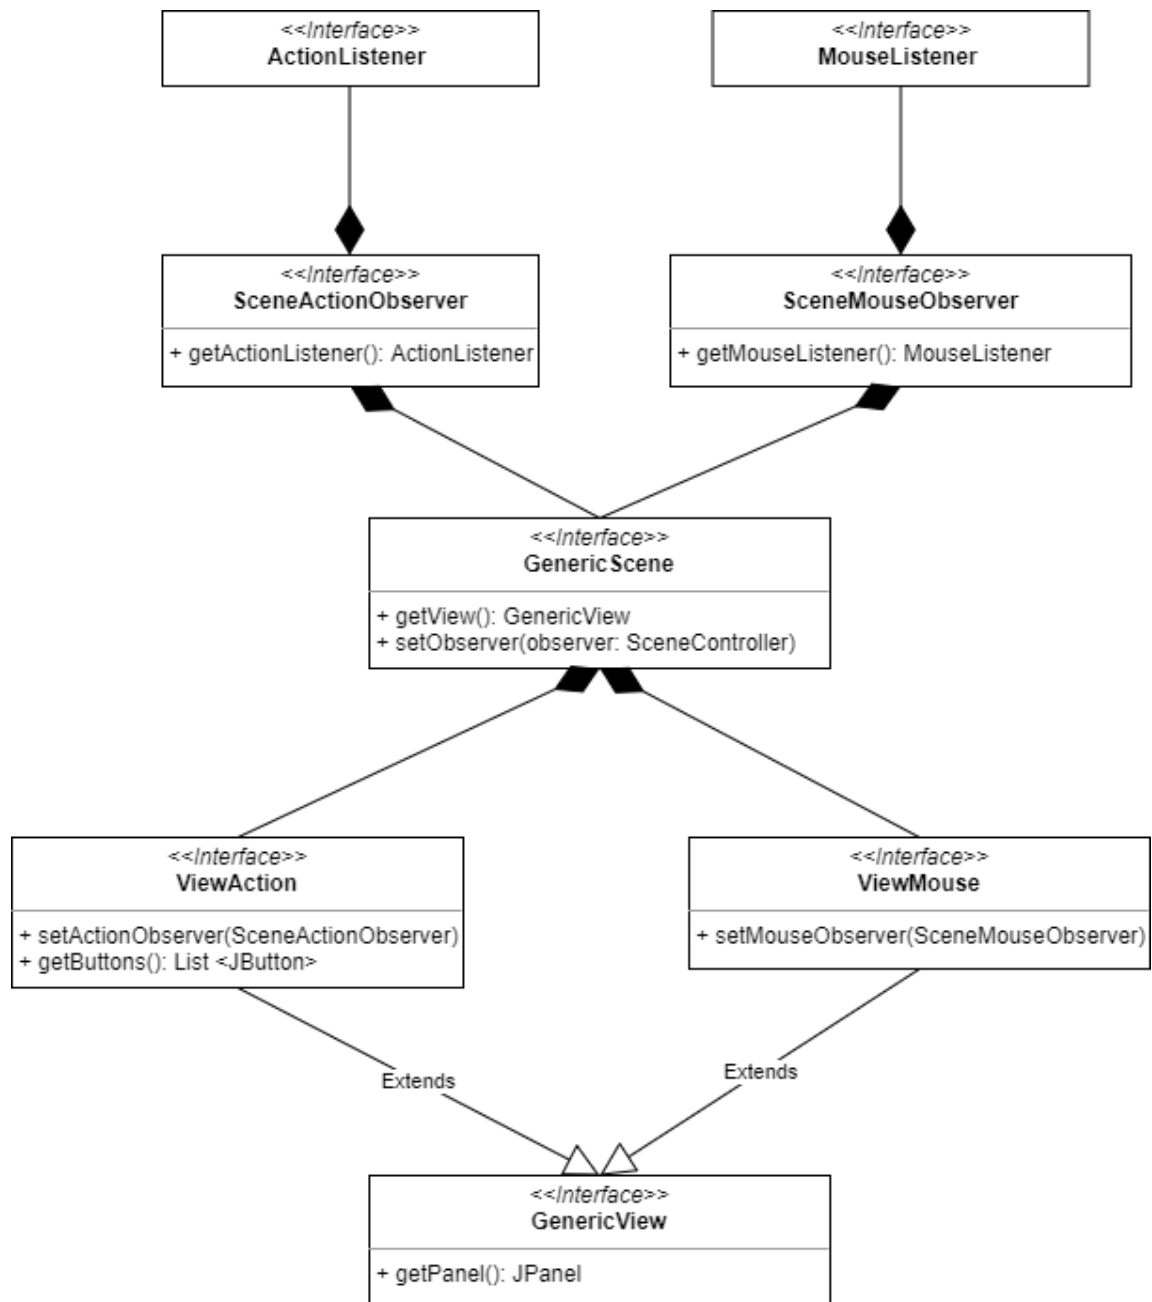 <<Interface>>
ActionListener
<<Interface>>
MouseListener
<<Interface>>
SceneActionObserver
+ getActionListener(): ActionListener
<<Interface>>
SceneMouseObserver
+ getMouseListener(): MouseListener
<<Interface>>
GenericScene
+ getView(): GenericView
+ setObserver(observer: SceneController)
<<Interface>>
ViewAction
+ setActionObserver(SceneActionObserver)
+ getButtons(): List <JButton>
<<Interface>>
ViewMouse
+ setMouseObserver(SceneMouseObserver)
Extends
Extends
<<Interface>>
GenericView
+ getPanel(): JPanel